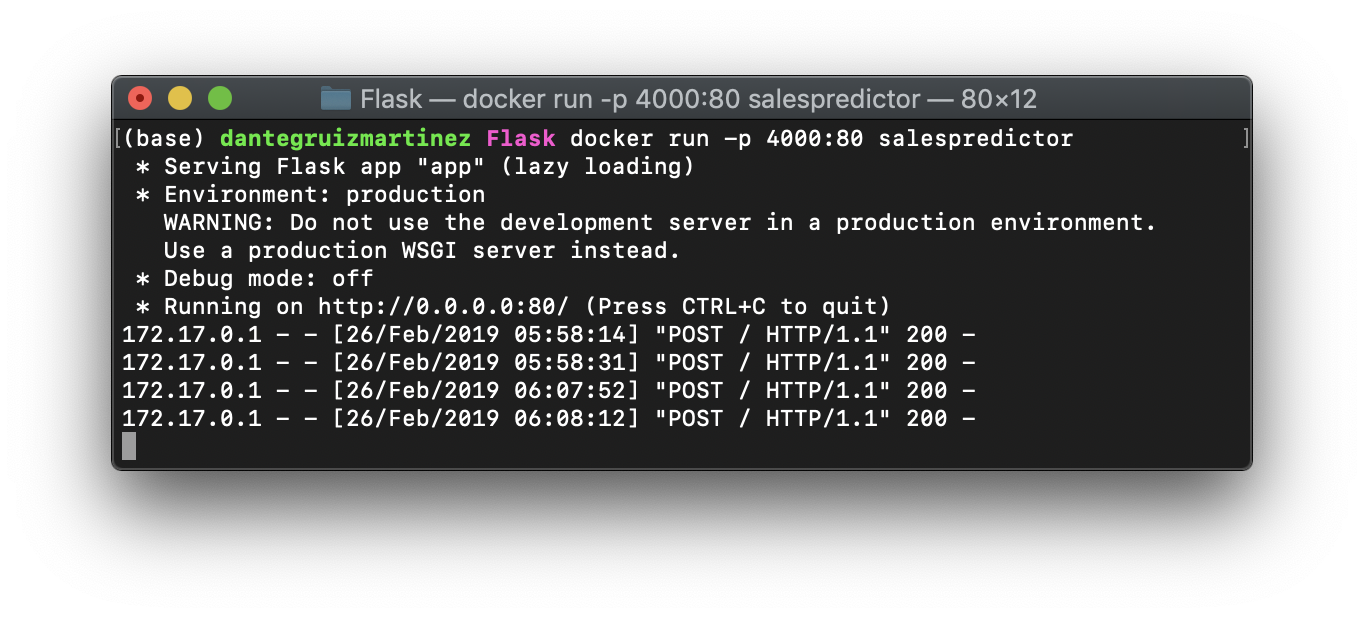 Flask — docker run -p 4000:80 salespredictor — 80×12
[(base) dantegruizmartinez Flask docker run -p 4000:80 salespredictor ]
* Serving Flask app "app" (lazy loading)
* Environment: production
WARNING: Do not use the development server in a production environment.
Use a production WSGI server instead.
* Debug mode: off
* Running on http://0.0.0.0:80/ (Press CTRL+C to quit)
172.17.0.1 - - [26/Feb/2019 05:58:14] "POST / HTTP/1.1" 200 -
172.17.0.1 - - [26/Feb/2019 05:58:31] "POST / HTTP/1.1" 200 -
172.17.0.1 - - [26/Feb/2019 06:07:52] "POST / HTTP/1.1" 200 -
172.17.0.1 - - [26/Feb/2019 06:08:12] "POST / HTTP/1.1" 200 -